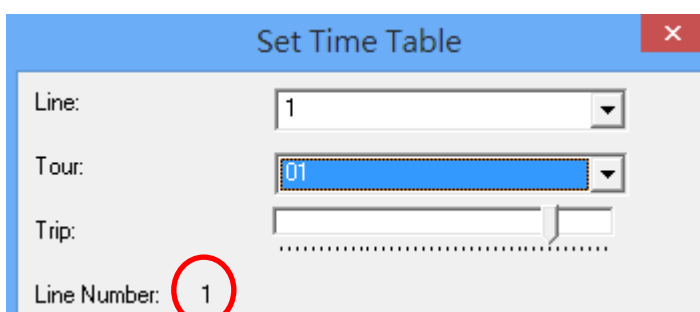 Set Time Table
Line: 1
Tour: 01
Trip:
Line Number: 1